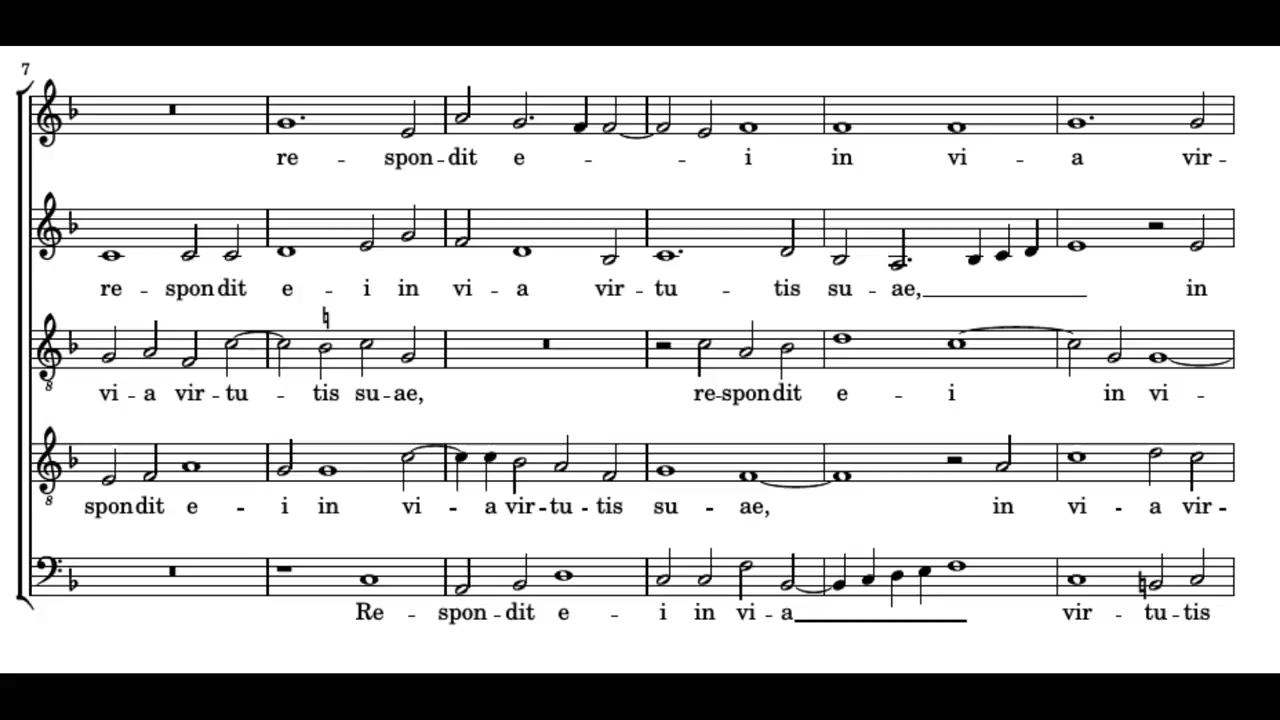 7
re - spon - dit e - - - i in vi - a vir -
re - spon dit e - i in vi - a vir - tu - tis su - ae, in
vi - a vir - tu - tis su - ae, re - spon dit e - i in vi -
8
spon dit e - i in vi - a vir - tu - tis su - ae, in vi - a vir -
8
Re - spon - dit e - i in vi - a vir - tu - tis